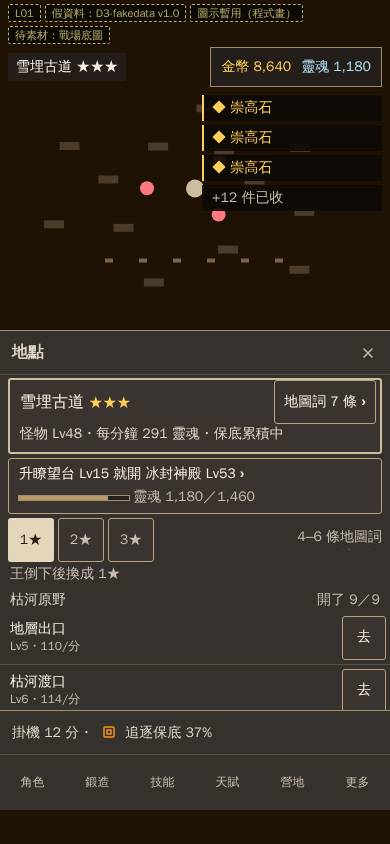 L01 假資料：D3-fakedata v1.0 圖示暫用（程式畫）
待素材：戰場底圖
雪埋古道 ★★★
金幣 8,640 靈魂 1,180
◆ 崇高石
◆ 崇高石
◆ 崇高石
+12 件已收
地點 ×
雪埋古道 ★★★ 地圖詞 7 條 ›
怪物 Lv48・每分鐘 291 靈魂・保底累積中
升瞭望台 Lv15 就開 冰封神殿 Lv53 ›
靈魂 1,180／1,460
1★ 2★ 3★ 4–6 條地圖詞
王倒下後換成 1★
枯河原野 開了 9／9
地層出口 去
Lv5・110/分
枯河渡口 去
Lv6・114/分
掛機 12 分・ 追逐保底 37%
角色 鍛造 技能 天賦 營地 更多